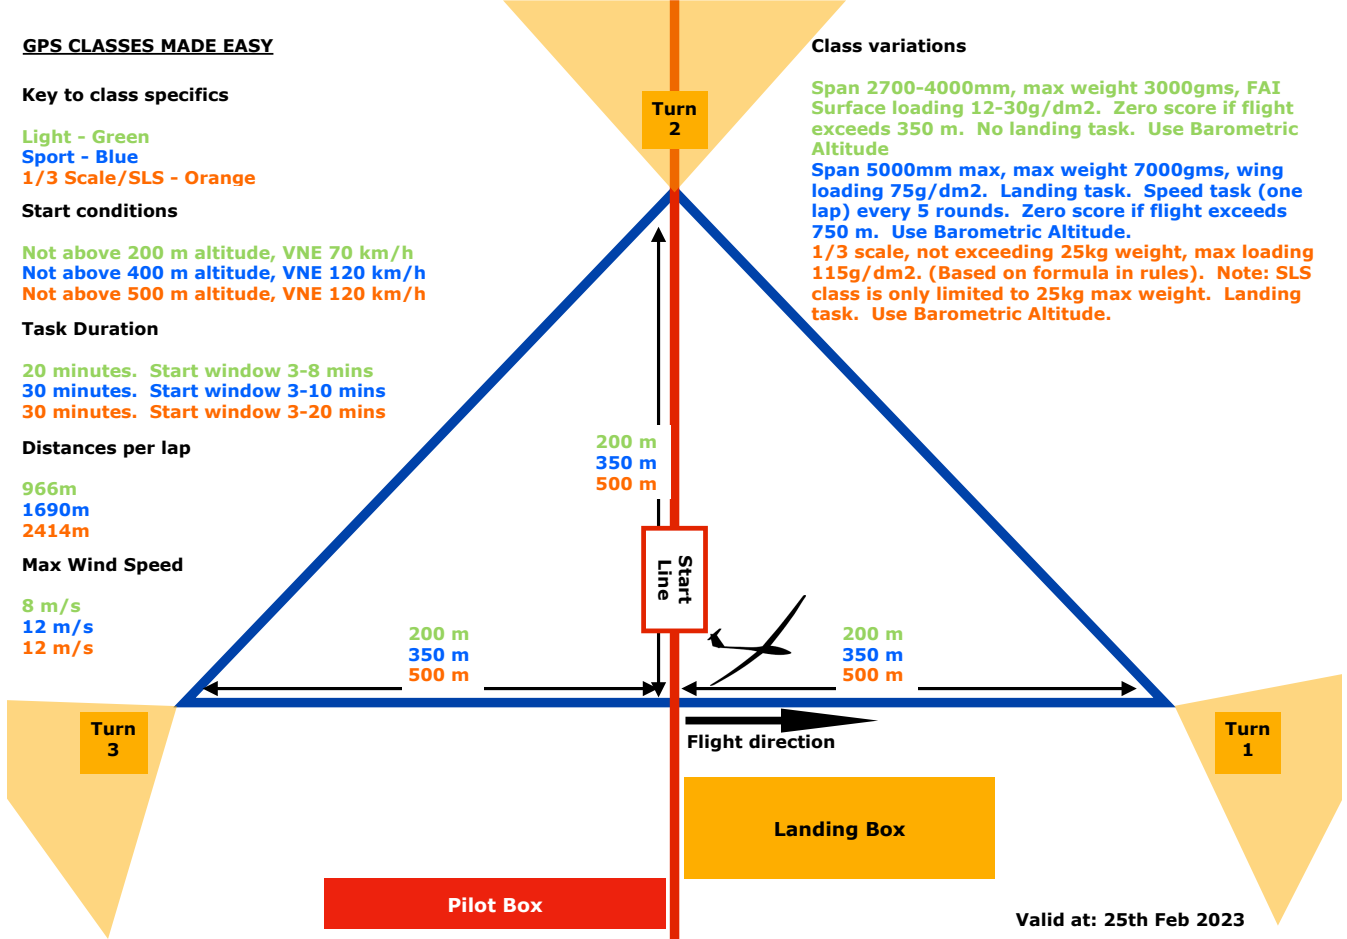 GPS CLASSES MADE EASY
Key to class specifics
Light - Green
Sport - Blue
1/3 Scale/SLS - Orange
Start conditions
Not above 200 m altitude, VNE 70 km/h
Not above 400 m altitude, VNE 120 km/h
Not above 500 m altitude, VNE 120 km/h
Task Duration
20 minutes.  Start window 3-8 mins
30 minutes.  Start window 3-10 mins
30 minutes.  Start window 3-20 mins
Distances per lap
966m
1690m
2414m
Max Wind Speed
8 m/s
12 m/s
12 m/s
Turn
2
Class variations
Span 2700-4000mm, max weight 3000gms, FAI
Surface loading 12-30g/dm2.  Zero score if flight
exceeds 350 m.  No landing task.  Use Barometric
Altitude
Span 5000mm max, max weight 7000gms, wing
loading 75g/dm2.  Landing task.  Speed task (one
lap) every 5 rounds.  Zero score if flight exceeds
750 m.  Use Barometric Altitude.
1/3 scale, not exceeding 25kg weight, max loading
115g/dm2. (Based on formula in rules).  Note: SLS
class is only limited to 25kg max weight.  Landing
task.  Use Barometric Altitude.
200 m
350 m
500 m
Start
Line
200 m
350 m
500 m
200 m
350 m
500 m
Turn
3
Flight direction
Turn
1
Landing Box
Pilot Box
Valid at: 25th Feb 2023